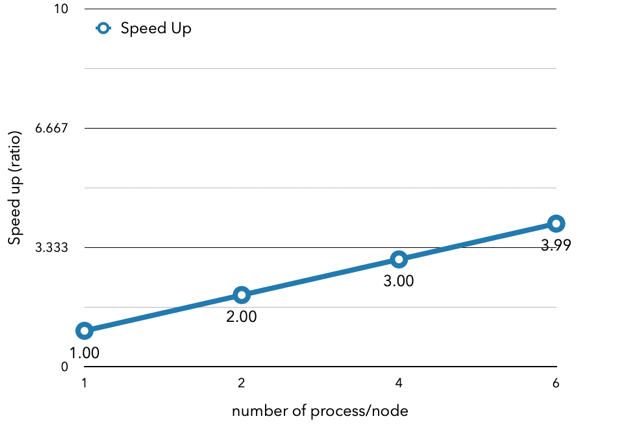 10
Speed Up
6.667
Speed up (ratio)
3.333
3.99
3.00
2.00
1.00
0
1 2 4 6
number of process/node